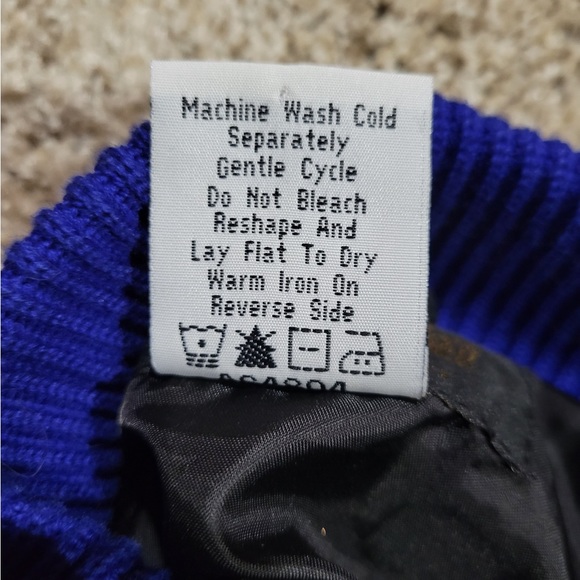 Machine Wash Cold
Separately
Gentle Cycle
Do Not Bleach
Reshape And
Lay Flat To Dry
Warm Iron On
Reverse Side